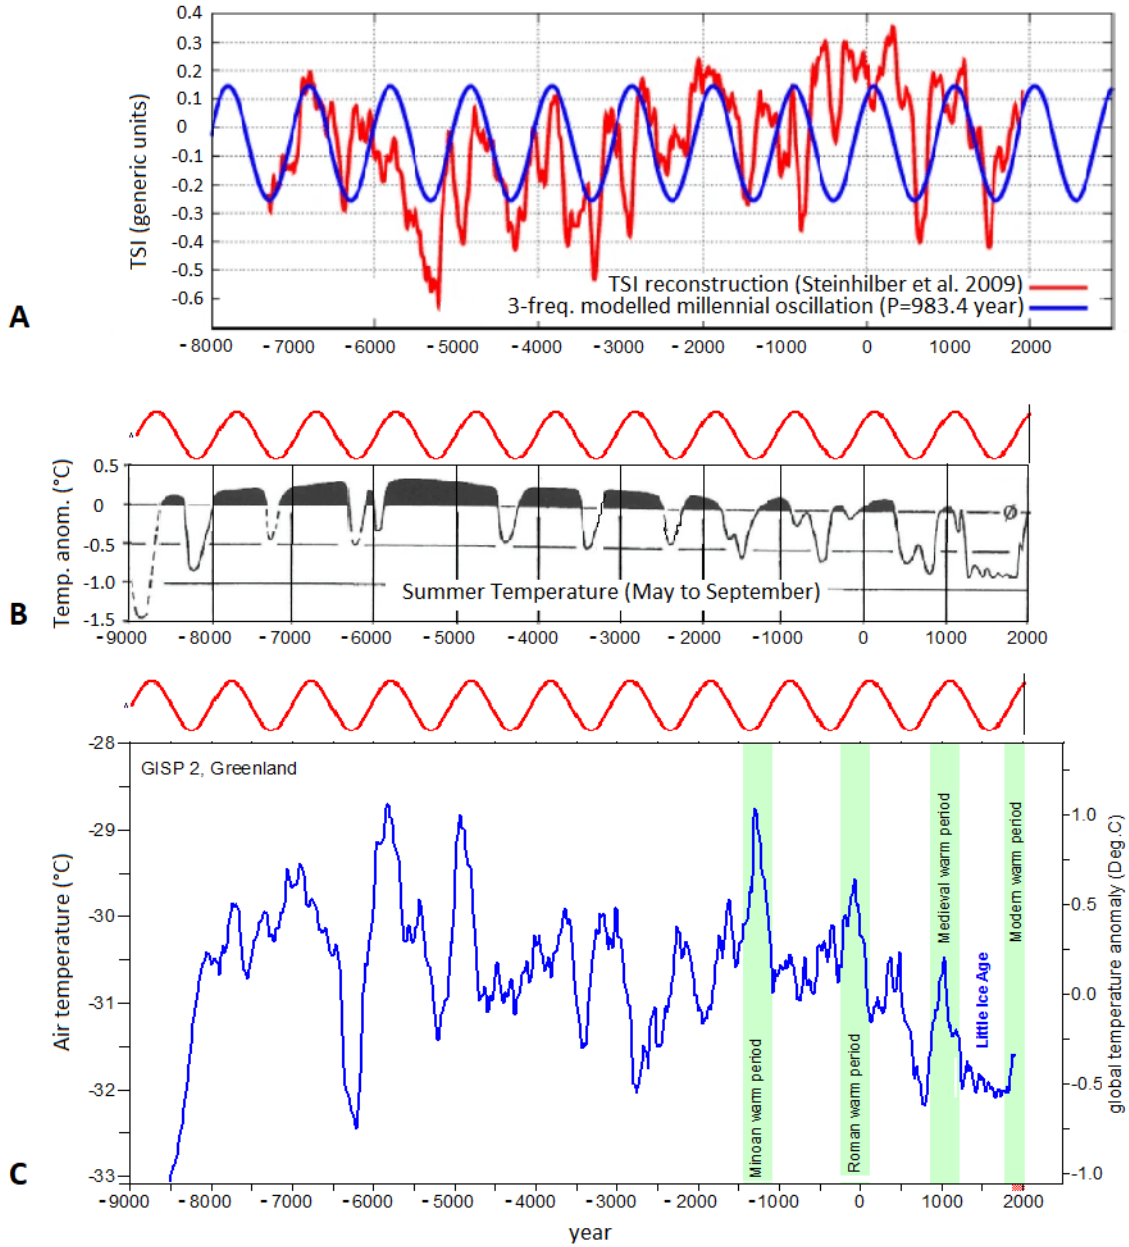 0.4
0.3
0.2
0.1
0
-0.1
-0.2
-0.3
-0.4
-0.5
-0.6
TSI (generic units)
TSI reconstruction (Steinhilber et al. 2009)
3-freq. modelled millennial oscillation (P=983.4 year)
A
-8000 -7000 -6000 -5000 -4000 -3000 -2000 -1000 0 1000 2000
0.5
0
-0.5
-1.0
-1.5
Temp. anom. (°C)
Ø
Summer Temperature (May to September)
B
-9000 -8000 -7000 -6000 -5000 -4000 -3000 -2000 -1000 0 1000 2000
-28
-29
-30
-31
-32
-33
Air temperature (°C)
GISP 2, Greenland
Minoan warm period
Roman warm period
Medieval warm period
Little Ice Age
Modern warm period
1.0
0.5
0.0
-0.5
-1.0
global temperature anomaly (Deg.C)
C
-9000 -8000 -7000 -6000 -5000 -4000 -3000 -2000 -1000 0 1000 2000
year